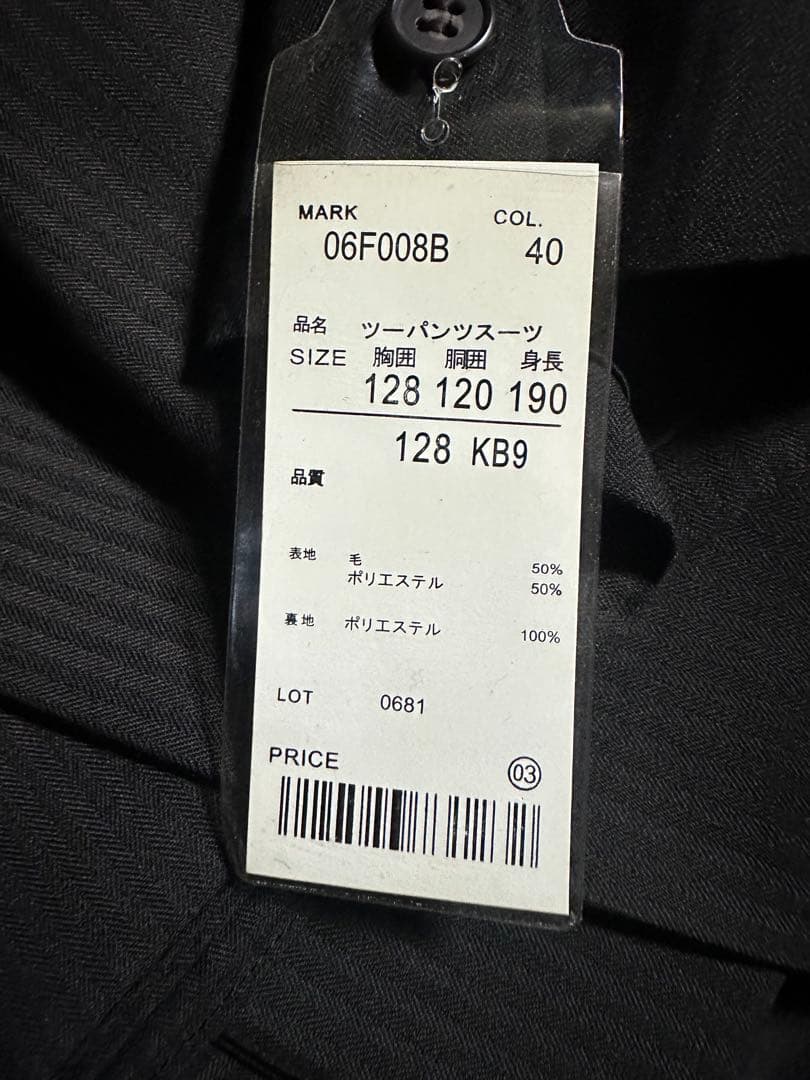 MARK COL.
06F008B 40
品名 ツーパンツスーツ
SIZE 胸囲 胴囲 身長
128 120 190
128 KB9
品質
表地 毛 50%
ポリエステル 50%
裏地 ポリエステル 100%
LOT 0681
PRICE 03